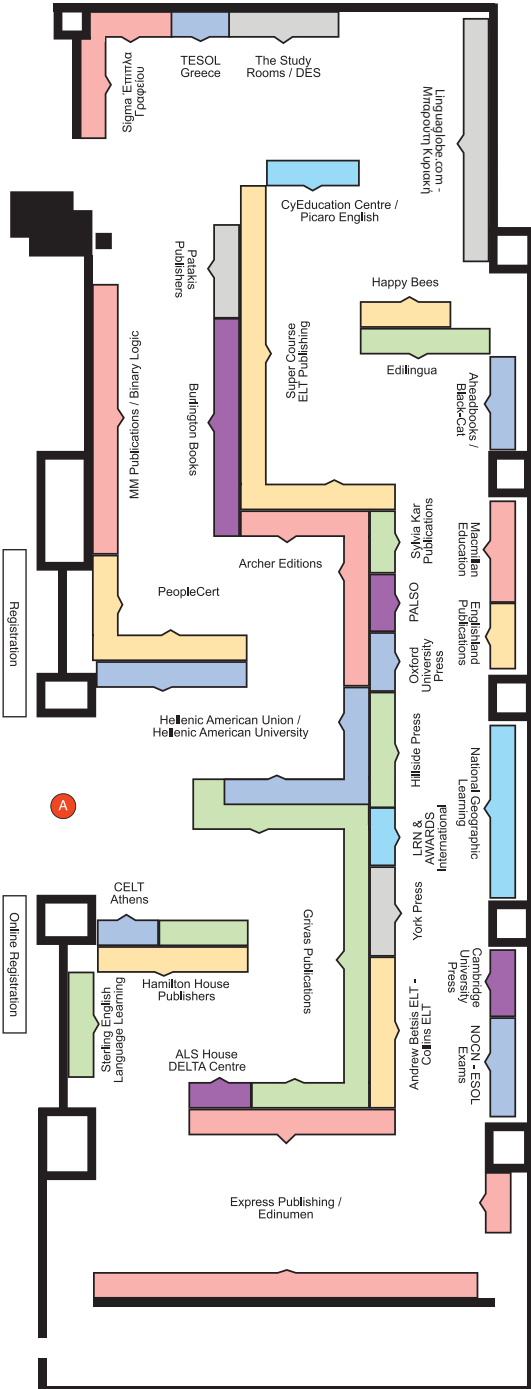 TESOL
Greece
The Study
Rooms / DES
Sigma Έπιπλα
Γραφείου
Linguaglobe.com -
Μπαρούτη Κυριακή
CyEducation Centre /
Picaro English
Patakis
Publishers
Super Course
ELT Publishing
Happy Bees
Edilingua
Aheadbooks /
Black-Cat
Burlington Books
MM Publications / Binary Logic
Archer Editions
Sylvia Kar
Publications
Macmillan
Education
PALSO
Englishland
Publications
PeopleCert
Oxford
University
Press
Registration
Hellenic American Union /
Hellenic American University
Hillside Press
National Geographic
Learning
A
LRN &
AWARDS
International
CELT
Athens
York Press
Grivas Publications
Online Registration
Hamilton House
Publishers
Cambridge
University
Press
Andrew Betsis ELT -
Collins ELT
NOCN - ESOL
Exams
Sterling English
Language Learning
ALS House
DELTA Centre
Express Publishing /
Edinumen